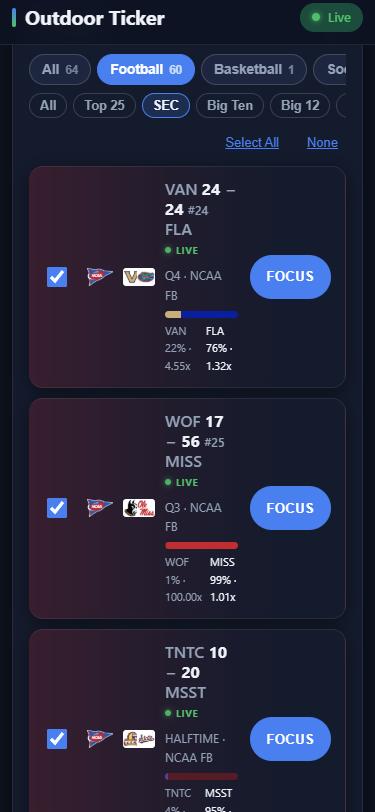 Outdoor Ticker
Live
All 64 Football 60 Basketball 1
All Top 25 SEC Big Ten Big 12
Select All None
VAN 24 –
24 #24
FLA
LIVE
Q4 · NCAA
FB
FOCUS
VAN FLA
22% · 76% ·
4.55x 1.32x
WOF 17
– 56 #25
MISS
LIVE
Q3 · NCAA
FB
FOCUS
WOF MISS
1% · 99% ·
100.00x 1.01x
TNTC 10
– 20
MSST
LIVE
HALFTIME ·
NCAA FB
FOCUS
TNTC MSST